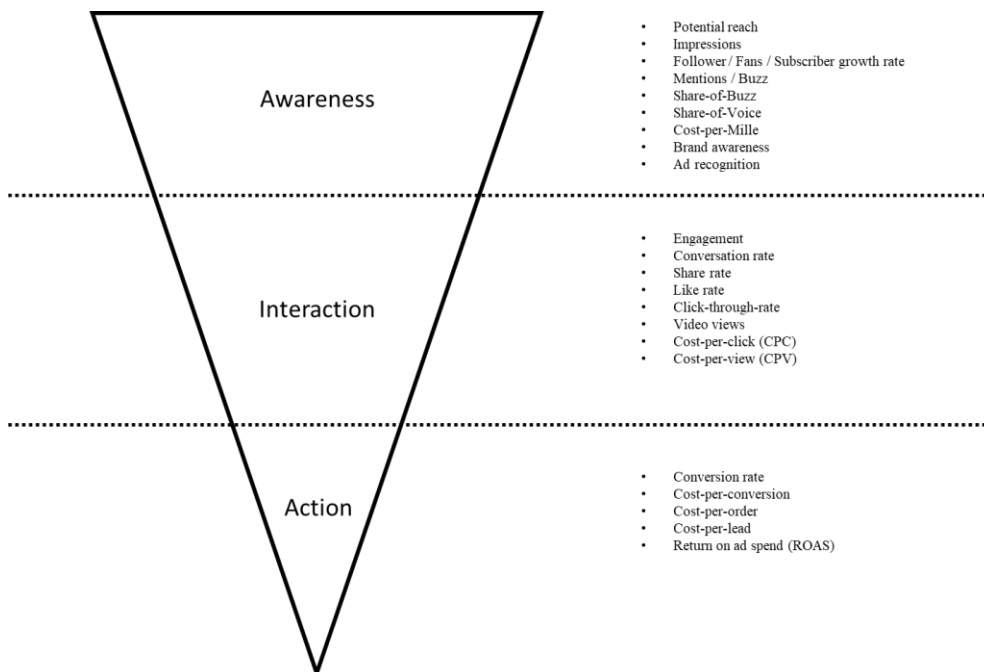 Awareness
• Potential reach
• Impressions
• Follower / Fans / Subscriber growth rate
• Mentions / Buzz
• Share-of-Buzz
• Share-of-Voice
• Cost-per-Mille
• Brand awareness
• Ad recognition
Interaction
• Engagement
• Conversation rate
• Share rate
• Like rate
• Click-through-rate
• Video views
• Cost-per-click (CPC)
• Cost-per-view (CPV)
Action
• Conversion rate
• Cost-per-conversion
• Cost-per-order
• Cost-per-lead
• Return on ad spend (ROAS)